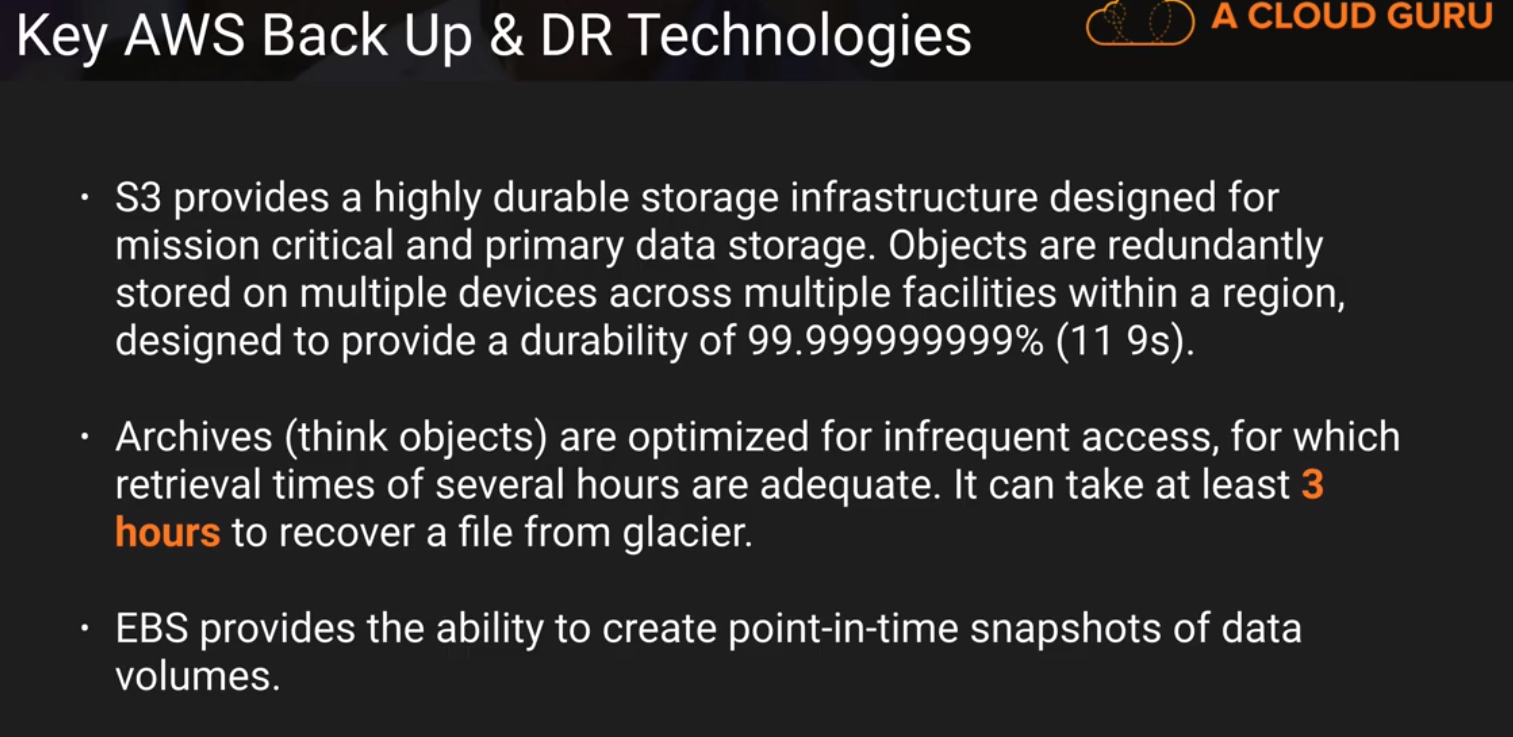 Key AWS Back Up & DR Technologies
A CLOUD GURU
• S3 provides a highly durable storage infrastructure designed for
mission critical and primary data storage. Objects are redundantly
stored on multiple devices across multiple facilities within a region,
designed to provide a durability of 99.999999999% (11 9s).
• Archives (think objects) are optimized for infrequent access, for which
retrieval times of several hours are adequate. It can take at least 3
hours to recover a file from glacier.
• EBS provides the ability to create point-in-time snapshots of data
volumes.